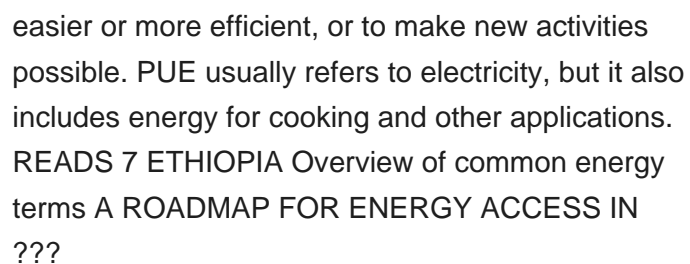 easier or more efficient, or to make new activities
possible. PUE usually refers to electricity, but it also
includes energy for cooking and other applications.
READS 7 ETHIOPIA Overview of common energy
terms A ROADMAP FOR ENERGY ACCESS IN
???